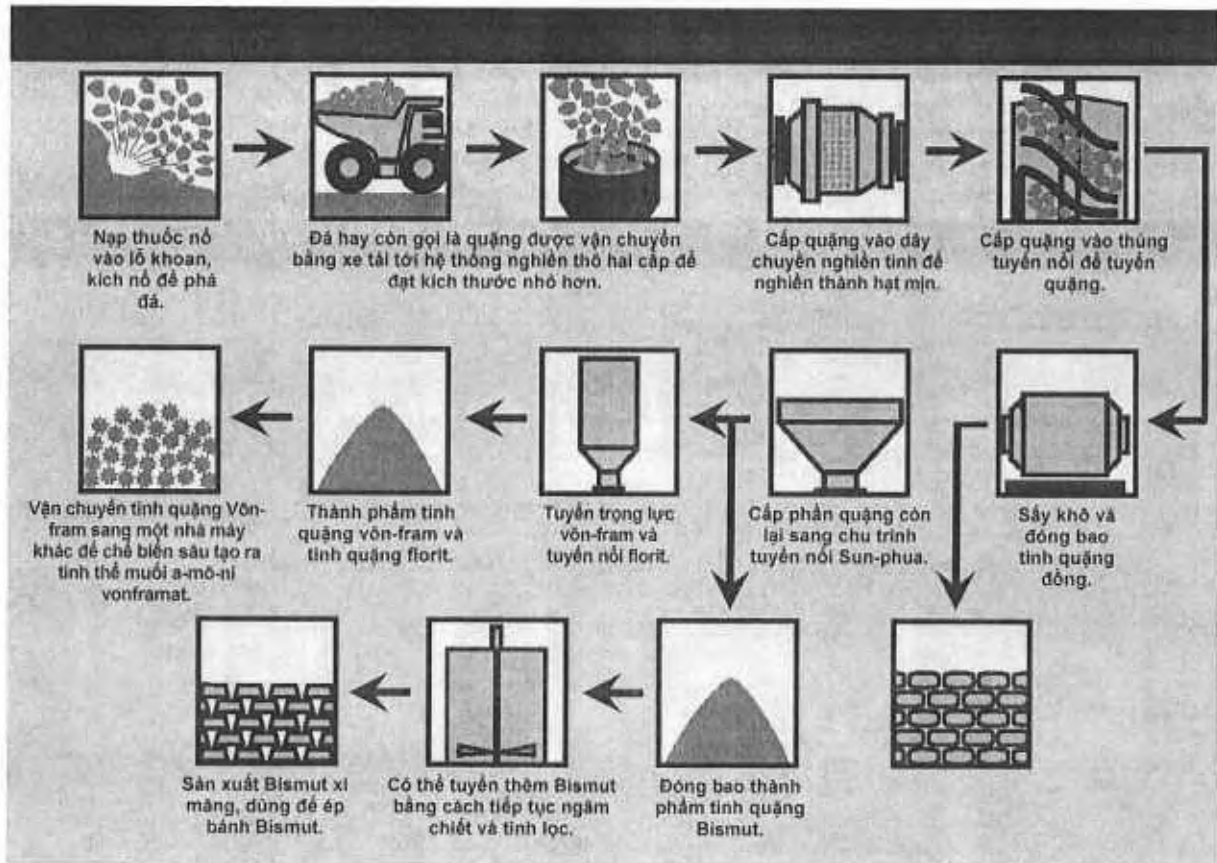 Nạp thuốc nổ
vào lỗ khoan,
kích nổ để phá
đá.
Đá hay còn gọi là quặng được vận chuyển
bằng xe tải tới hệ thống nghiền thô hai cấp để
đạt kích thước nhỏ hơn.
Cấp quặng vào dây
chuyền nghiền tinh để
nghiền thành hạt mịn.
Cấp quặng vào thùng
tuyển nổi để tuyển
quặng.
Vận chuyển tinh quặng Vôn-
fram sang một nhà máy
khác để chế biến sâu tạo ra
tinh thể muối a-mô-ni
vonframat.
Thành phẩm tinh
quặng vôn-fram và
tinh quặng florit.
Tuyển trọng lực
vôn-fram và
tuyển nổi florit.
Cấp phần quặng còn
lại sang chu trình
tuyển nổi Sun-phua.
Sấy khô và
đóng bao
tinh quặng
đồng.
Sản xuất Bismut xi
măng, dùng để ép
bánh Bismut.
Có thể tuyển thêm Bismut
bằng cách tiếp tục ngâm
chiết và tinh lọc.
Đóng bao thành
phẩm tinh quặng
Bismut.